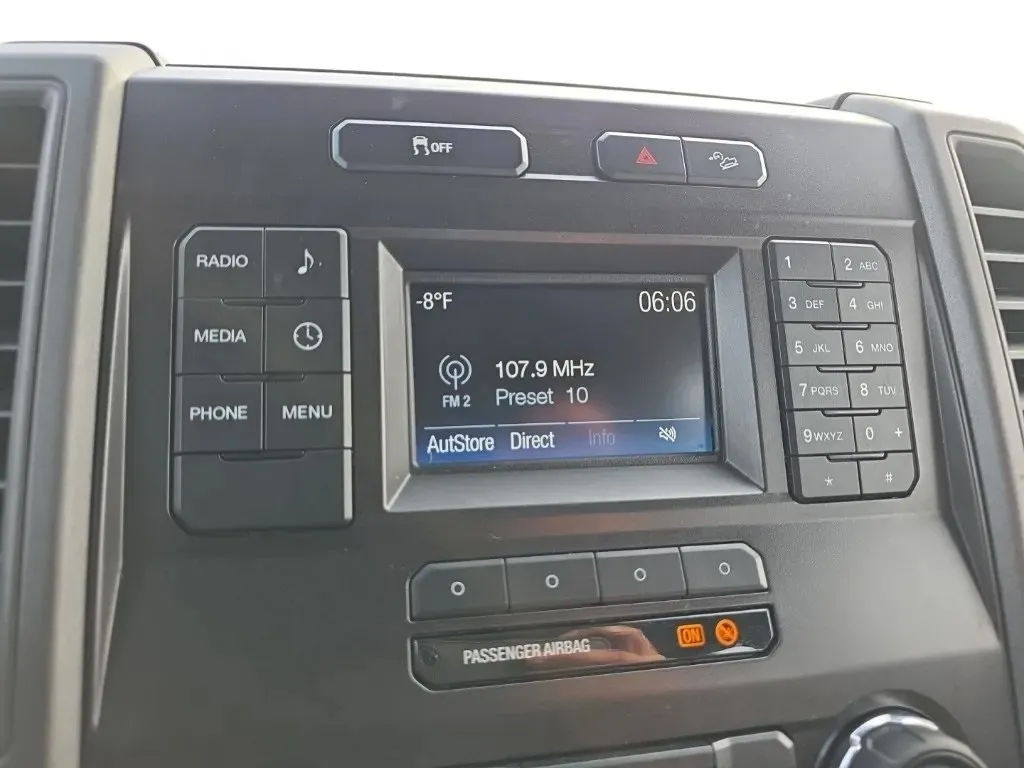 OFF
RADIO
MEDIA
PHONE MENU
-8°F 06:06
107.9 MHz
FM 2 Preset 10
AutStore Direct Info
1 2 ABC
3 DEF 4 GHI
5 JKL 6 MNO
7 PQRS 8 TUV
9 WXYZ 0 +
* #
PASSENGER AIRBAG ON